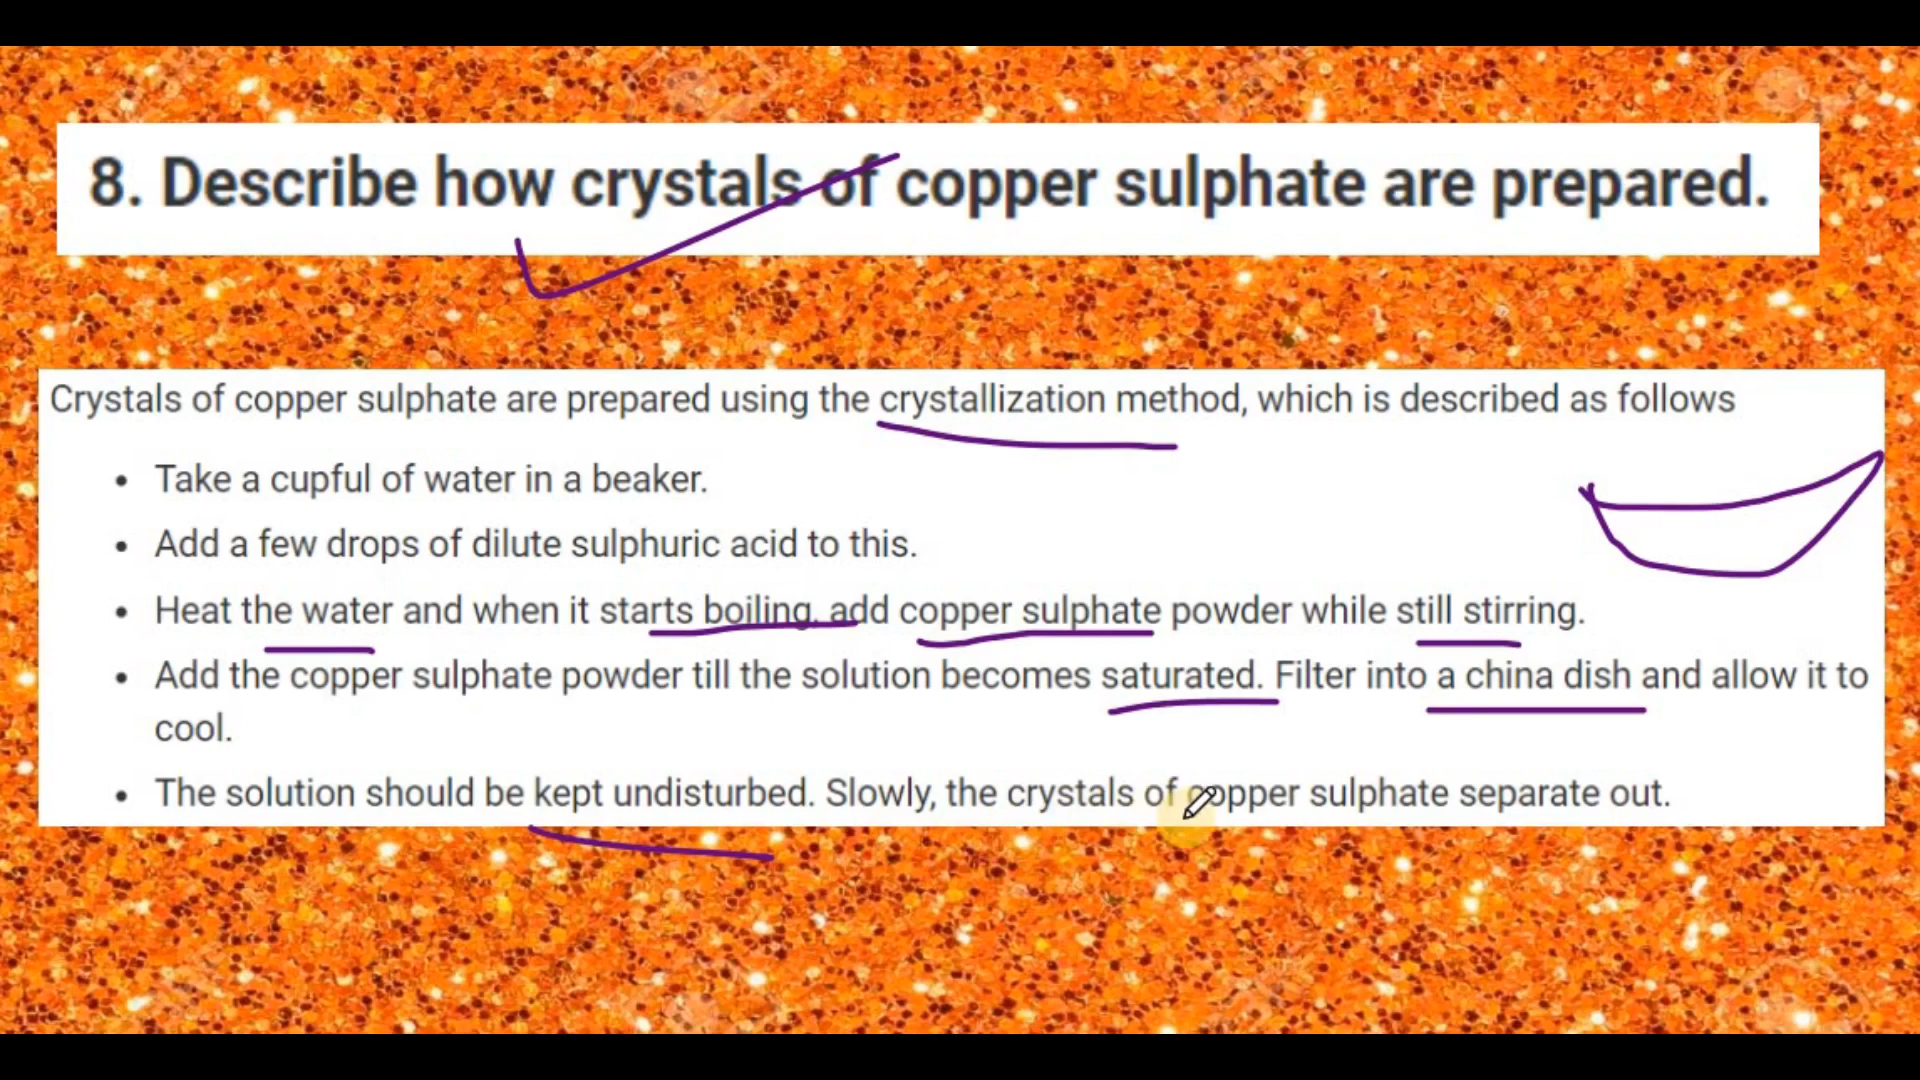 8. Describe how crystals of copper sulphate are prepared.
Crystals of copper sulphate are prepared using the crystallization method, which is described as follows
• Take a cupful of water in a beaker.
• Add a few drops of dilute sulphuric acid to this.
• Heat the water and when it starts boiling, add copper sulphate powder while still stirring.
• Add the copper sulphate powder till the solution becomes saturated. Filter into a china dish and allow it to
cool.
• The solution should be kept undisturbed. Slowly, the crystals of copper sulphate separate out.